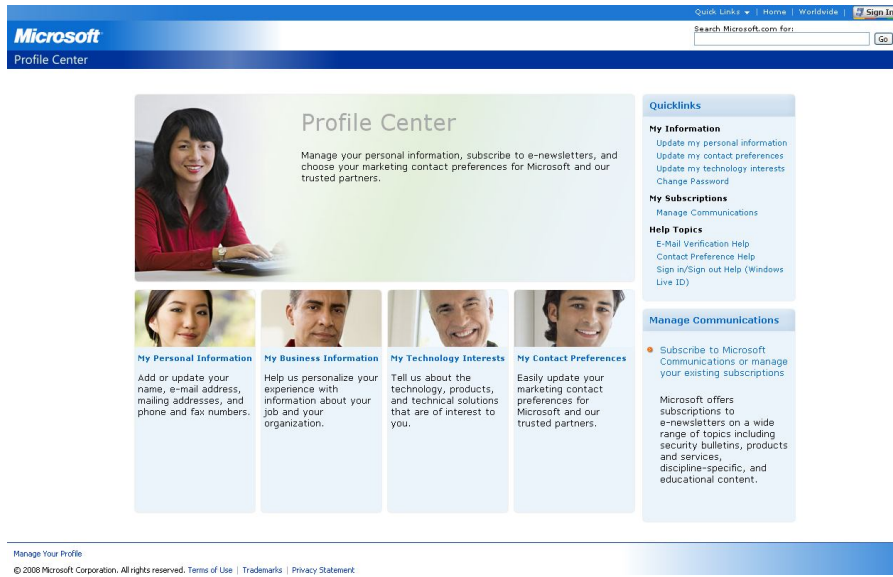 Quick Links | Home | Worldwide | Sign In
Microsoft
Search Microsoft.com for:
Go
Profile Center
Profile Center
Manage your personal information, subscribe to e-newsletters, and
choose your marketing contact preferences for Microsoft and our
trusted partners.
My Personal Information
Add or update your
name, e-mail address,
mailing addresses, and
phone and fax numbers.
My Business Information
Help us personalize your
experience with
information about your
job and your
organization.
My Technology Interests
Tell us about the
technology, products,
and technical solutions
that are of interest to
you.
My Contact Preferences
Easily update your
marketing contact
preferences for
Microsoft and our
trusted partners.
Quicklinks
My Information
Update my personal information
Update my contact preferences
Update my technology interests
Change Password
My Subscriptions
Manage Communications
Help Topics
E-Mail Verification Help
Contact Preference Help
Sign in/Sign out Help (Windows
Live ID)
Manage Communications
Subscribe to Microsoft
Communications or manage
your existing subscriptions
Microsoft offers
subscriptions to
e-newsletters on a wide
range of topics including
security bulletins, products
and services,
discipline-specific, and
educational content.
Manage Your Profile
© 2008 Microsoft Corporation. All rights reserved. Terms of Use | Trademarks | Privacy Statement